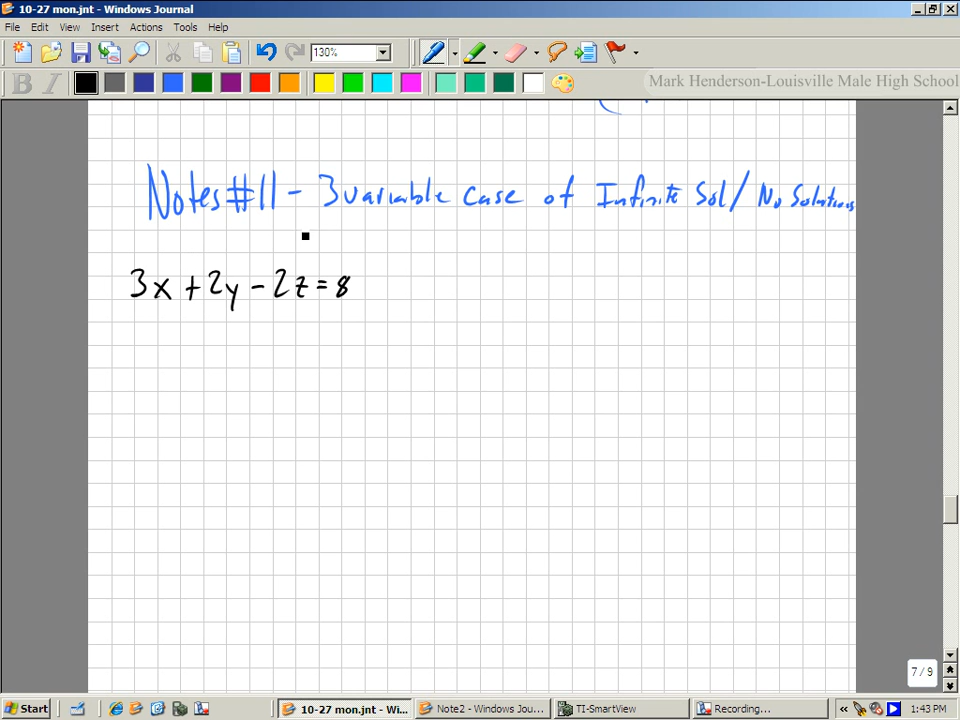 10-27 mon.jnt - Windows Journal
File Edit View Insert Actions Tools Help
130%
B I
Mark Henderson-Louisville Male High School
Notes #11 - 3 variable case of Infinite Sol/No Solutions
3x + 2y - 2z = 8
7 / 9
Start 10-27 mon.jnt - Wi... Note2 - Windows Jou... TI-SmartView Recording... « 1:43 PM